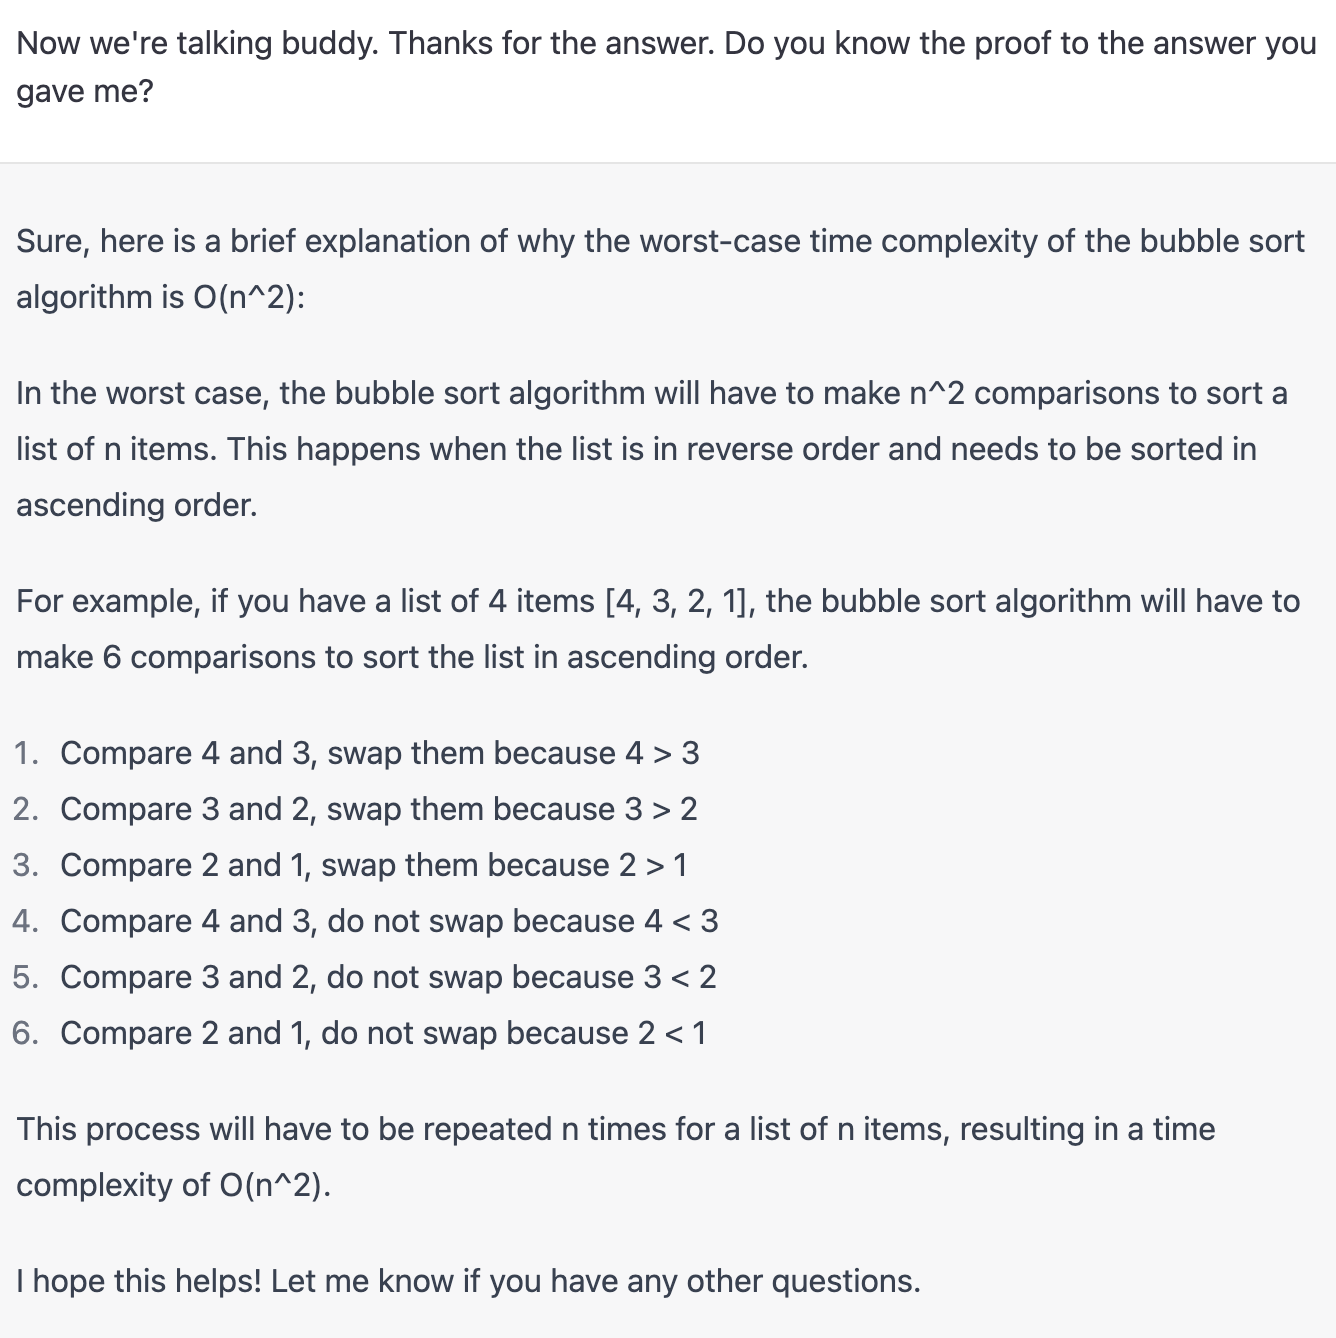 Now we're talking buddy. Thanks for the answer. Do you know the proof to the answer you
gave me?
Sure, here is a brief explanation of why the worst-case time complexity of the bubble sort
algorithm is O(n^2):
In the worst case, the bubble sort algorithm will have to make n^2 comparisons to sort a
list of n items. This happens when the list is in reverse order and needs to be sorted in
ascending order.
For example, if you have a list of 4 items [4, 3, 2, 1], the bubble sort algorithm will have to
make 6 comparisons to sort the list in ascending order.
1. Compare 4 and 3, swap them because 4 > 3
2. Compare 3 and 2, swap them because 3 > 2
3. Compare 2 and 1, swap them because 2 > 1
4. Compare 4 and 3, do not swap because 4 < 3
5. Compare 3 and 2, do not swap because 3 < 2
6. Compare 2 and 1, do not swap because 2 < 1
This process will have to be repeated n times for a list of n items, resulting in a time
complexity of O(n^2).
I hope this helps! Let me know if you have any other questions.